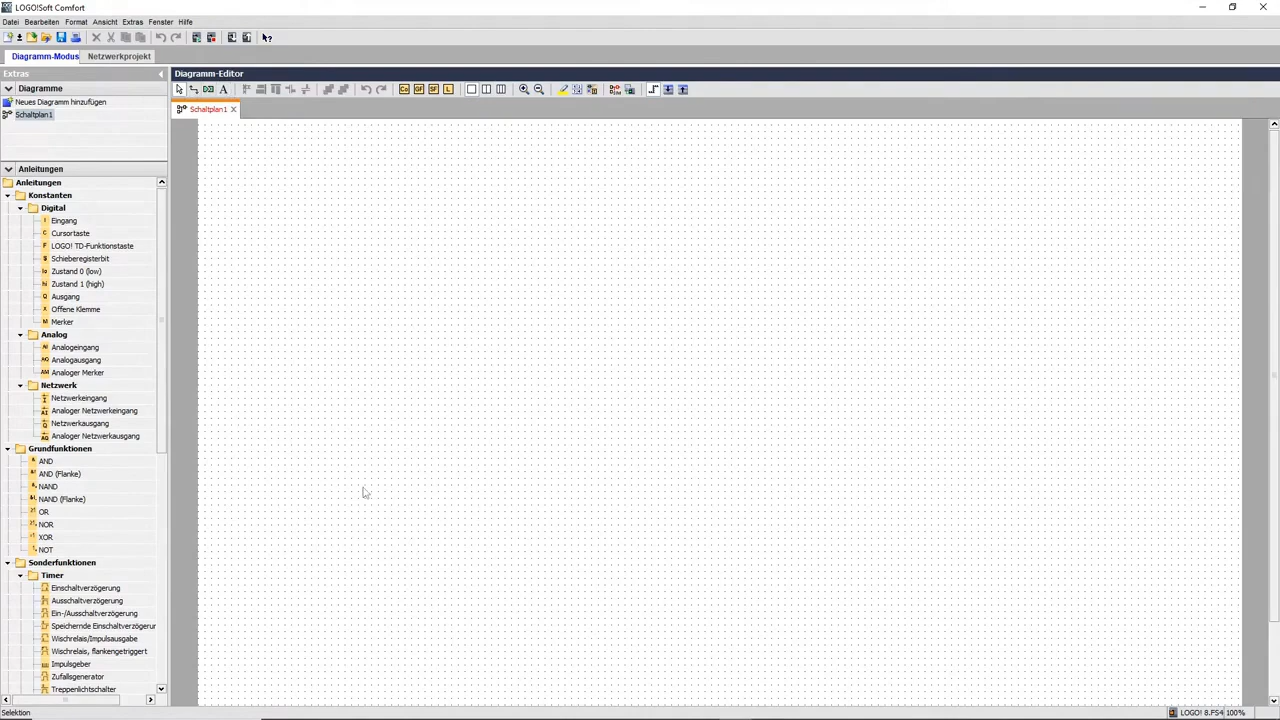 LOGO!Soft Comfort
Datei Bearbeiten Format Ansicht Extras Fenster Hilfe
Diagramm-Modus Netzwerkprojekt
Extras
Diagramm-Editor
Diagramme
Neues Diagramm hinzufügen
Schaltplan1
Schaltplan1
Anleitungen
Anleitungen
Konstanten
Digital
Eingang
Cursortaste
LOGO! TD-Funktionstaste
Schieberegisterbit
Zustand 0 (low)
Zustand 1 (high)
Ausgang
Offene Klemme
Merker
Analog
Analogeingang
Analogausgang
Analoger Merker
Netzwerk
Netzwerkeingang
Analoger Netzwerkeingang
Netzwerkausgang
Analoger Netzwerkausgang
Grundfunktionen
AND
AND (Flanke)
NAND
NAND (Flanke)
OR
NOR
XOR
NOT
Sonderfunktionen
Timer
Einschaltverzögerung
Ausschaltverzögerung
Ein-/Ausschaltverzögerung
Speichernde Einschaltverzögerur
Wischrelais/Impulsausgabe
Wischrelais, flankengetriggert
Impulsgeber
Zufallsgenerator
Treppenlichtschalter
Selektion
LOGO! 8.FS4 100%